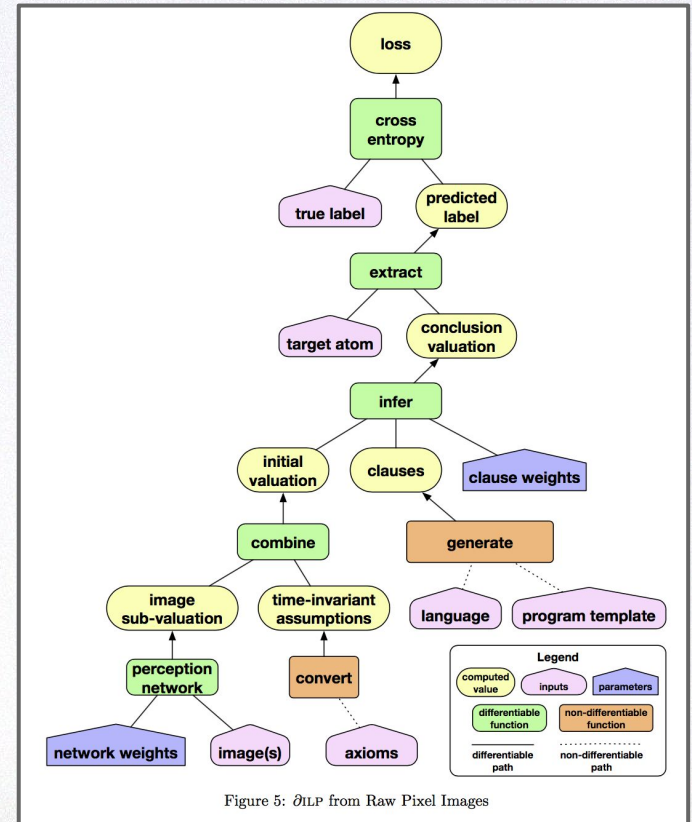 loss
cross
entropy
true label
predicted
label
extract
target atom
conclusion
valuation
infer
initial
valuation
clauses
clause weights
combine
generate
image
sub-valuation
time-invariant
assumptions
language
program template
perception
network
convert
network weights
image(s)
axioms
Legend
computed
value
inputs
parameters
differentiable
function
non-differentiable
function
differentiable
path
non-differentiable
path
Figure 5: ∂ILP from Raw Pixel Images